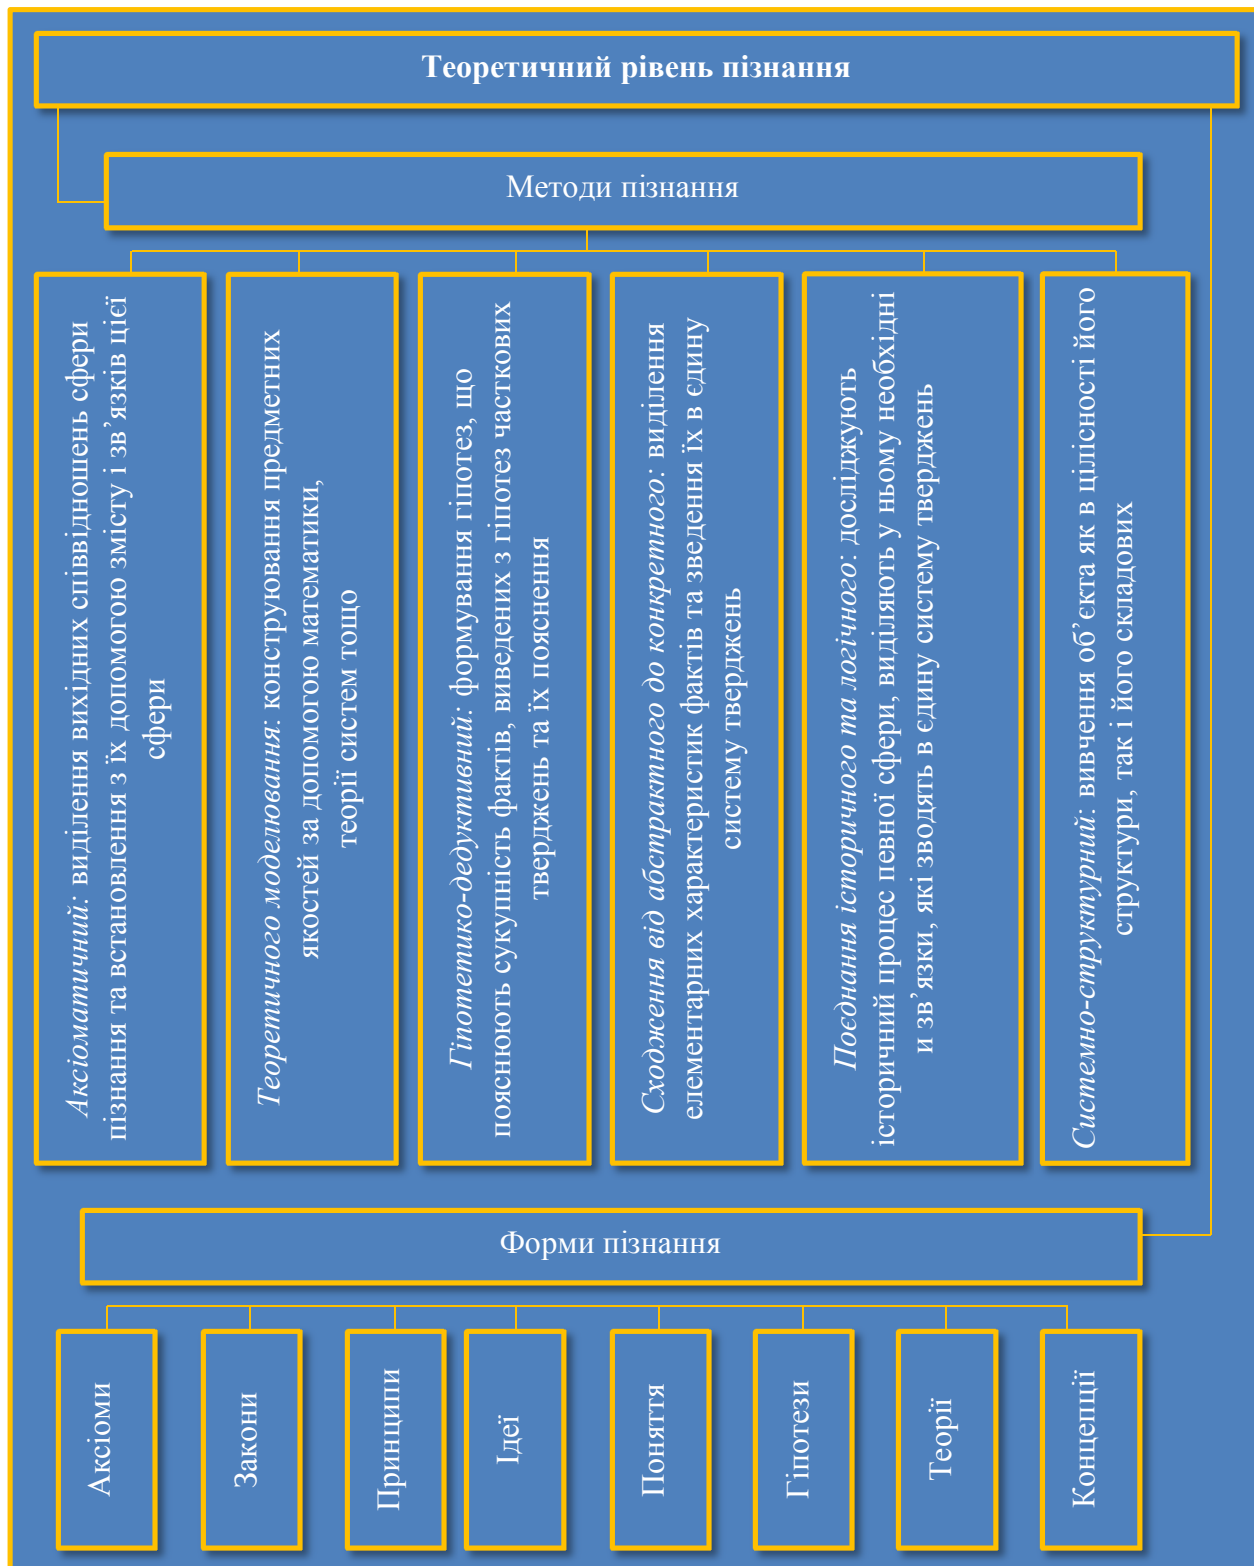 Теоретичний рівень пізнання
Методи пізнання
Аксіоматичний: виділення вихідних співвідношень сфери
пізнання та встановлення з їх допомогою змісту і зв’язків цієї
сфери
Теоретичного моделювання: конструювання предметних
якостей за допомогою математики,
теорії систем тощо
Гіпотетико-дедуктивний: формування гіпотез, що
пояснюють сукупність фактів, виведених з гіпотез часткових
тверджень та їх пояснення
Сходження від абстрактного до конкретного: виділення
елементарних характеристик фактів та зведення їх в єдину
систему тверджень
Поєднання історичного та логічного: досліджують
історичний процес певної сфери, виділяють у ньому необхідні
и зв’язки, які зводять в єдину систему тверджень
Системно-структурний: вивчення об’єкта як в цілісності його
структури, так і його складових
Форми пізнання
Аксіоми
Закони
Принципи
Ідеї
Поняття
Гіпотези
Теорії
Концепції